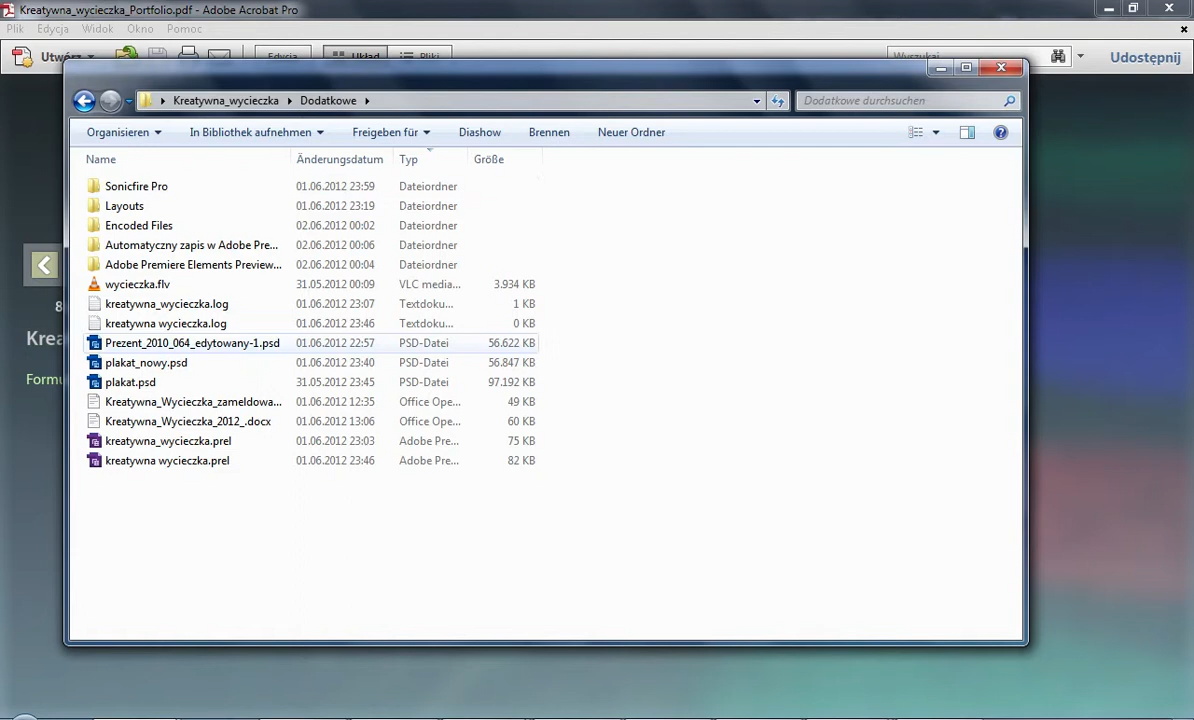 Kreatywna_wycieczka_Portfolio.pdf - Adobe Acrobat Pro
Plik Edycja Widok Okno Pomoc
Utwórz Edycja Układ Pliki Wyszukaj Udostępnij
Kreatywna_wycieczka Dodatkowe Dodatkowe durchsuchen
Organisieren In Bibliothek aufnehmen Freigeben für Diashow Brennen Neuer Ordner
Name Änderungsdatum Typ Größe
Sonicfire Pro 01.06.2012 23:59 Dateiordner
Layouts 01.06.2012 23:19 Dateiordner
Encoded Files 02.06.2012 00:02 Dateiordner
Automatyczny zapis w Adobe Pre... 02.06.2012 00:06 Dateiordner
Adobe Premiere Elements Preview... 02.06.2012 00:04 Dateiordner
wycieczka.flv 31.05.2012 00:09 VLC media... 3.934 KB
kreatywna_wycieczka.log 01.06.2012 23:07 Textdoku... 1 KB
kreatywna wycieczka.log 01.06.2012 23:46 Textdoku... 0 KB
Prezent_2010_064_edytowany-1.psd 01.06.2012 22:57 PSD-Datei 56.622 KB
plakat_nowy.psd 01.06.2012 23:40 PSD-Datei 56.847 KB
plakat.psd 31.05.2012 23:45 PSD-Datei 97.192 KB
Kreatywna_Wycieczka_zameldowa... 01.06.2012 12:35 Office Ope... 49 KB
Kreatywna_Wycieczka_2012_.docx 01.06.2012 13:06 Office Ope... 60 KB
kreatywna_wycieczka.prel 01.06.2012 23:03 Adobe Pre... 75 KB
kreatywna wycieczka.prel 01.06.2012 23:46 Adobe Pre... 82 KB
8
Krea
Formu